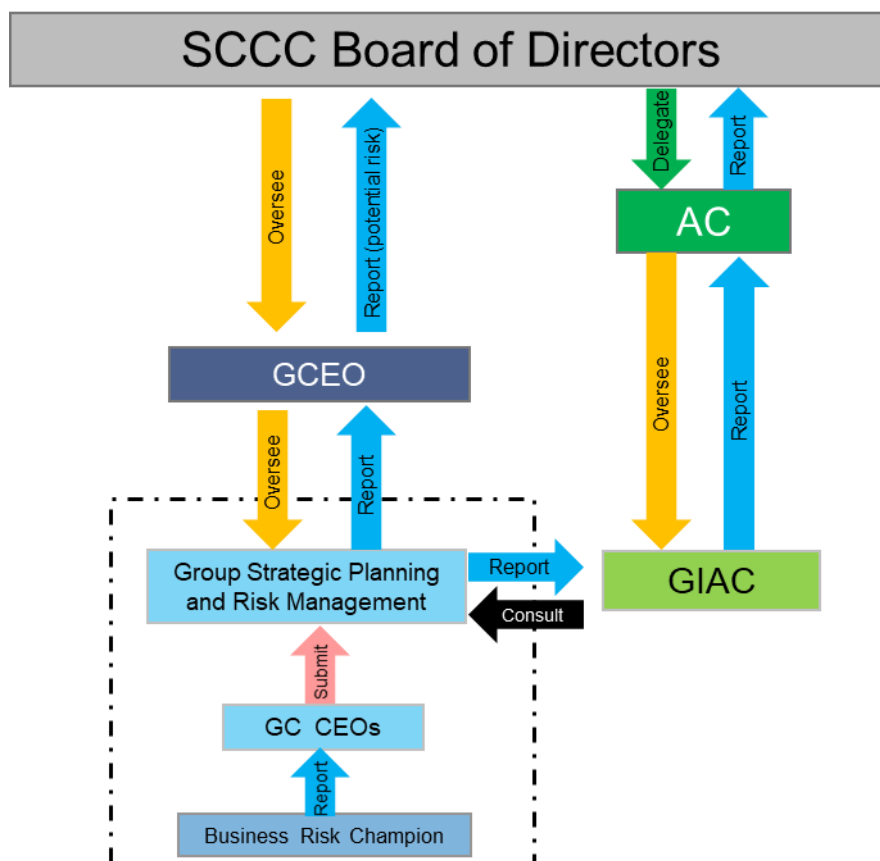 SCCC Board of Directors
Oversee
Report (potential risk)
Delegate
Report
AC
GCEO
Oversee
Report
Oversee
Report
Group Strategic Planning
and Risk Management
Report
Consult
GIAC
Submit
GC CEOs
Report
Business Risk Champion